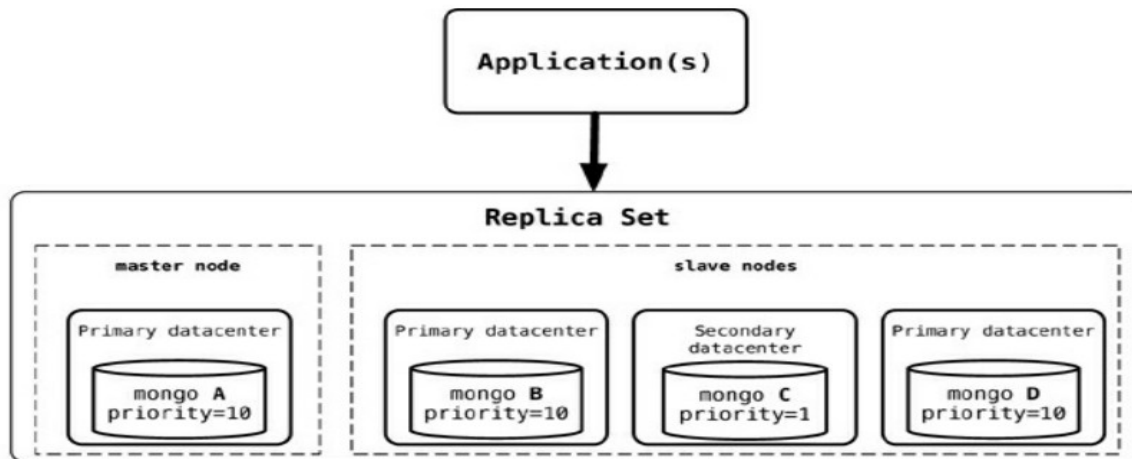 Application(s)
Replica Set
master node
slave nodes
Primary datacenter
mongo A
priority=10
Primary datacenter
mongo B
priority=10
Secondary
datacenter
mongo C
priority=1
Primary datacenter
mongo D
priority=10